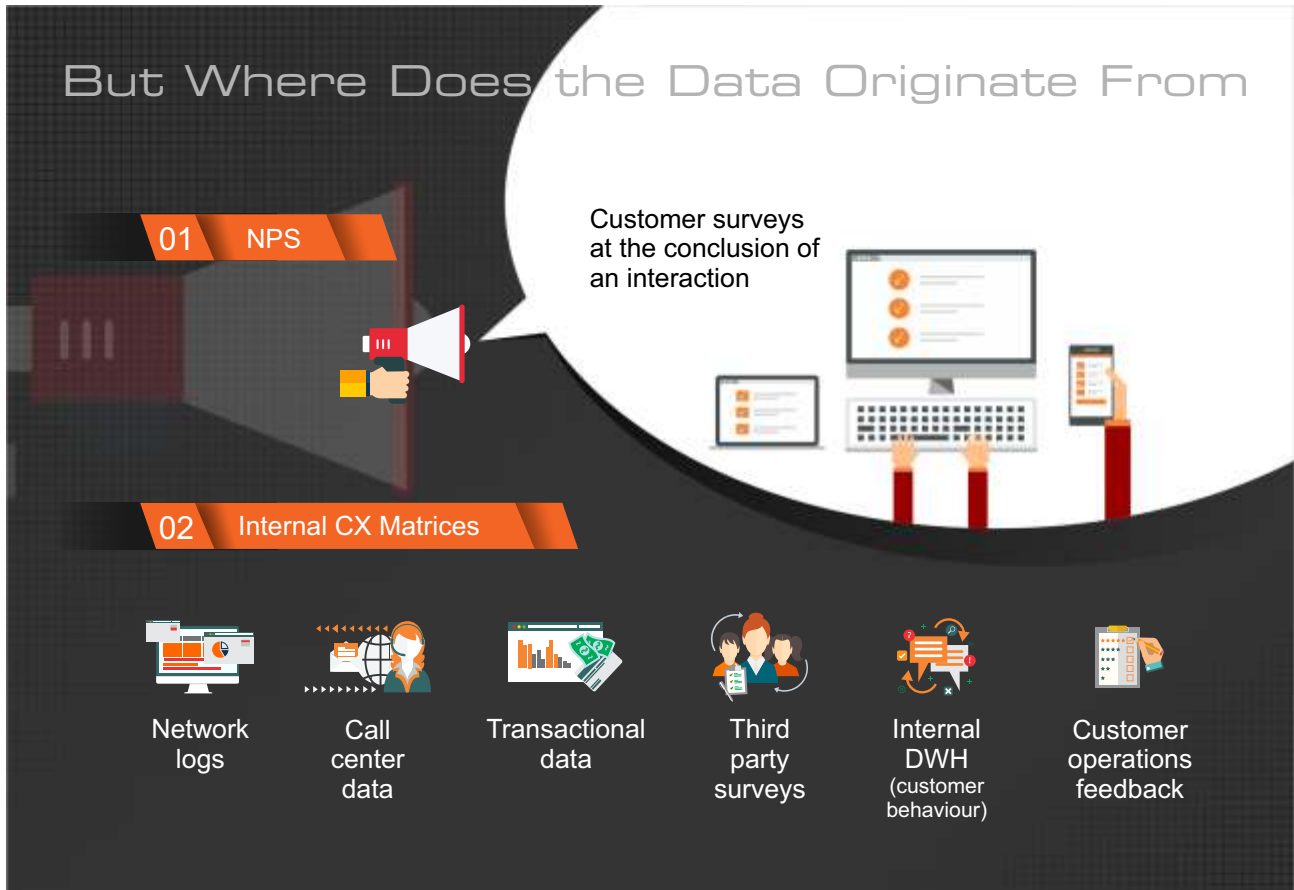 But Where Does the Data Originate From
01 NPS
Customer surveys
at the conclusion of
an interaction
02 Internal CX Matrices
Network
logs
Call
center
data
Transactional
data
Third
party
surveys
Internal
DWH
(customer
behaviour)
Customer
operations
feedback